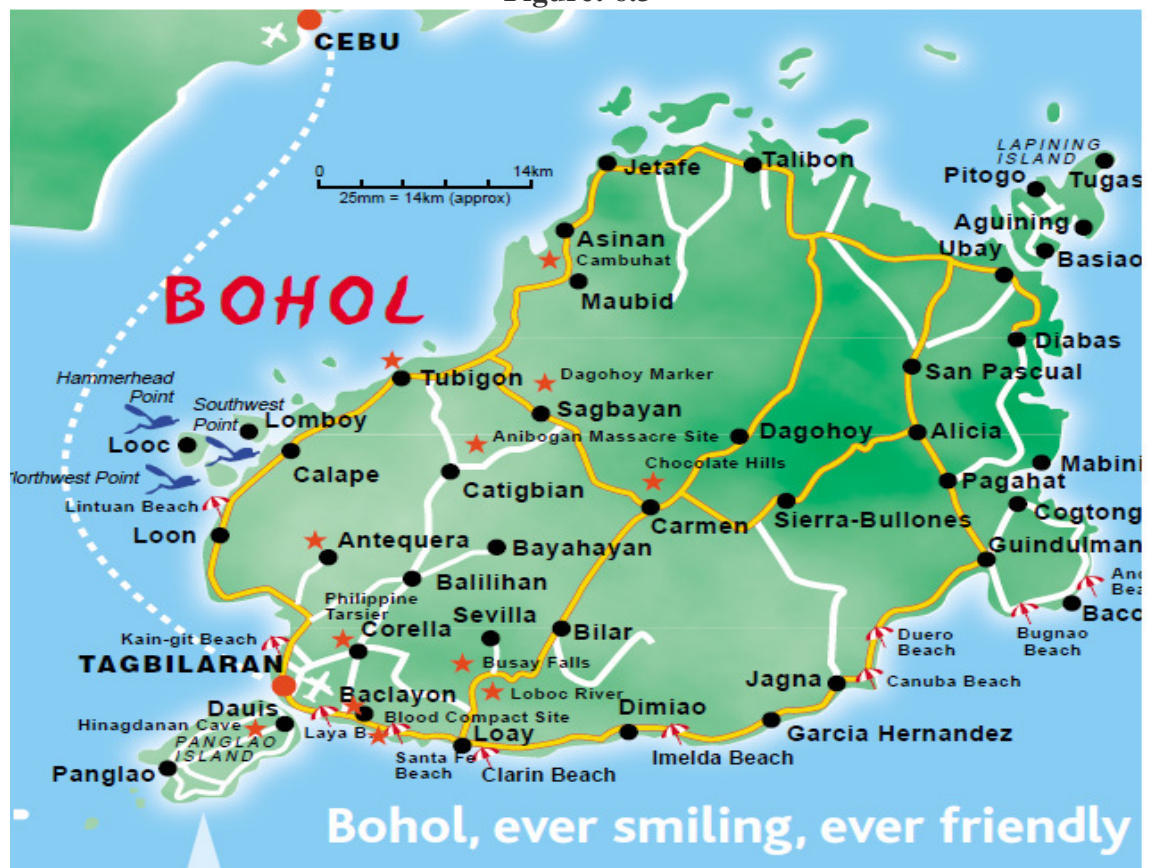 CEBU
0 14km
25mm = 14km (approx)
BOHOL
Jetafe
Talibon
LAPINING
ISLAND
Pitogo
Tugas
Asinan
Cambuhat
Maubid
Aguining
Ubay
Basiao
Diabas
Tubigon
Dagohoy Marker
San Pascual
Hammerhead
Point
Southwest
Point
Lomboy
Looc
Sagbayan
Anibogan Massacre Site
Dagohoy
Alicia
Calape
Chocolate Hills
Mabini
Northwest Point
Catigbian
Pagahat
Lintuan Beach
Carmen
Sierra-Bullones
Cogtong
Loon
Antequera
Bayahayan
Guindulman
Balilihan
Philippine
Tarsier
Corella
Sevilla
Bilar
Kain-git Beach
Duero
Beach
Bugnao
Beach
TAGBILARAN
Busay Falls
Jagna
Canuba Beach
Baclayon
Loboc River
Dauis
Hinagdanan Cave
Laya B
Blood Compact Site
Dimiao
Garcia Hernandez
PANGLAO
ISLAND
Loay
Santa Fe
Beach
Imelda Beach
Panglao
Clarin Beach
Bohol, ever smiling, ever friendly